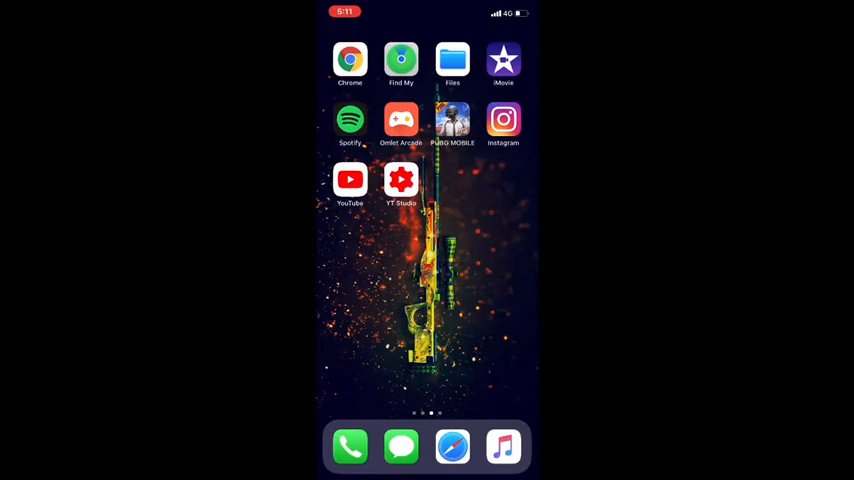 5:11 4G
Chrome Find My Files iMovie
Spotify Omlet Arcade PUBG MOBILE Instagram
YouTube YT Studio